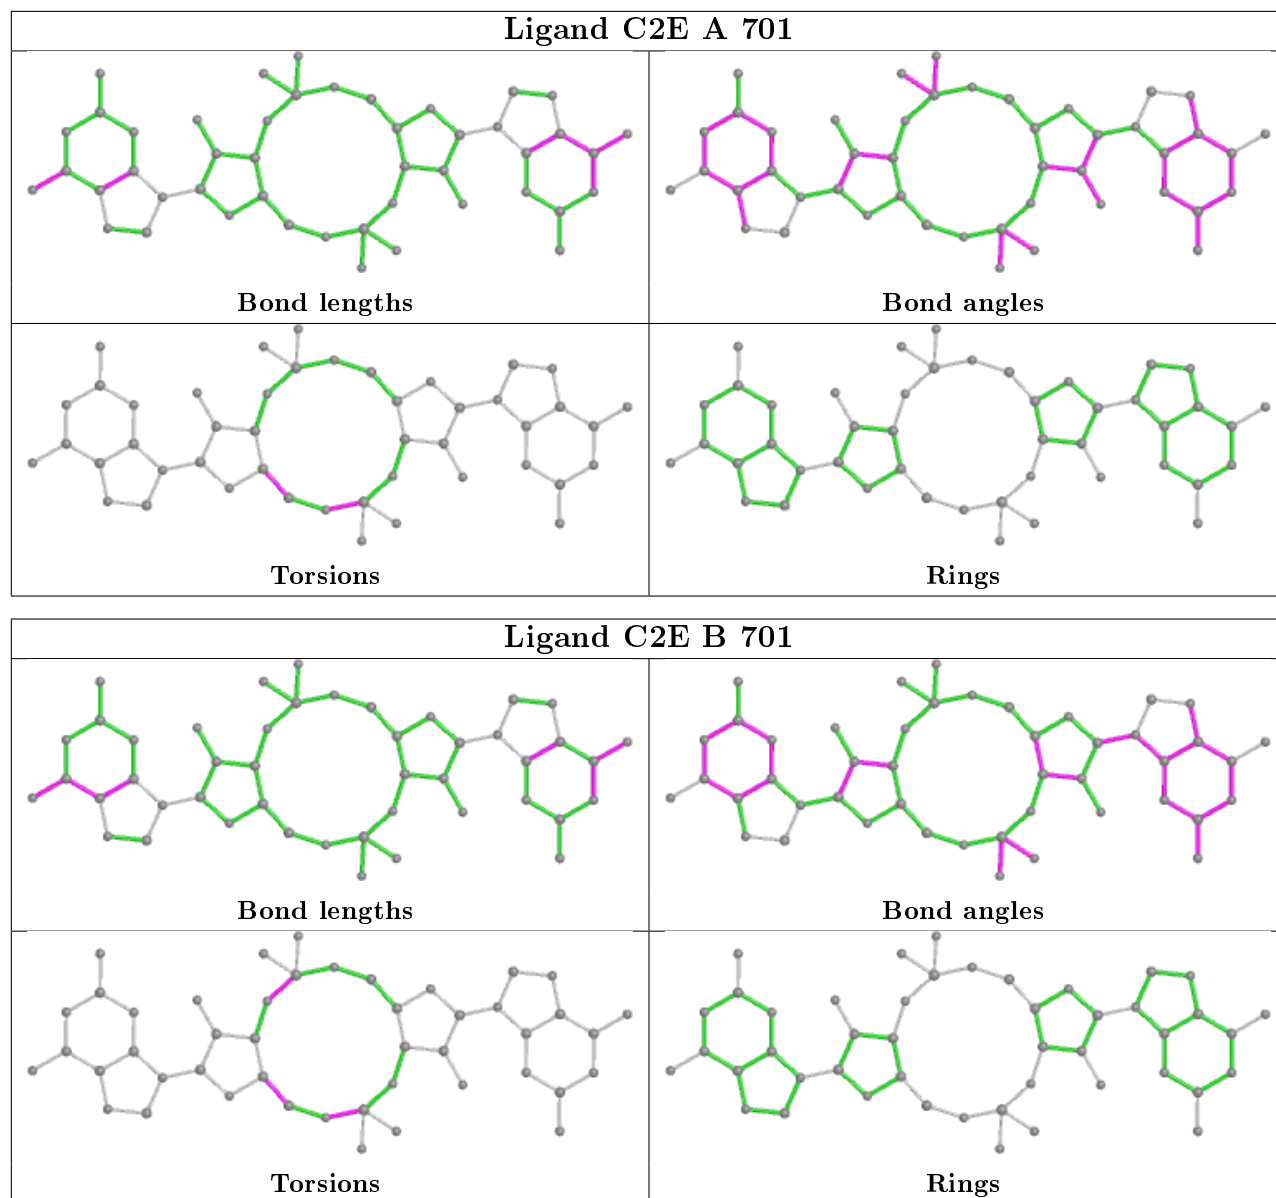 Ligand C2E A 701
Bond lengths
Bond angles
Torsions
Rings
Ligand C2E B 701
Bond lengths
Bond angles
Torsions
Rings